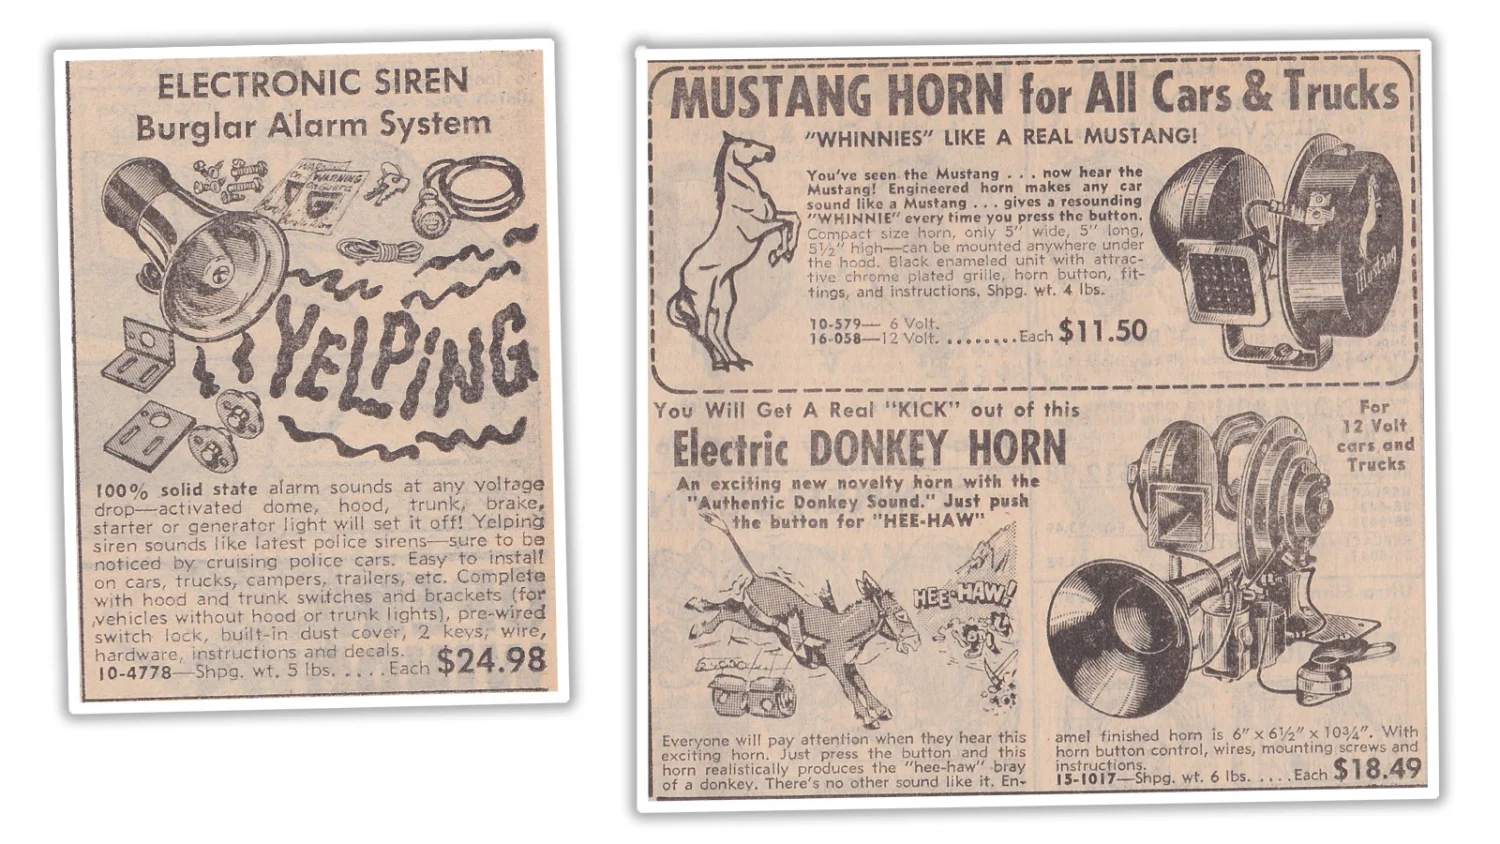 ELECTRONIC SIREN
Burglar Alarm System
WARNING
YELPING
100% solid state alarm sounds at any voltage
drop—activated dome, hood, trunk, brake,
starter or generator light will set it off! Yelping
siren sounds like latest police sirens—sure to be
noticed by cruising police cars. Easy to install
on cars, trucks, campers, trailers, etc. Complete
with hood and trunk switches and brackets (for
vehicles without hood or trunk lights), pre-wired
switch lock, built-in dust cover, 2 keys, wire,
hardware, instructions and decals.
10-4778—Shpg. wt. 5 lbs. .....Each $24.98
MUSTANG HORN for All Cars & Trucks
"WHINNIES" LIKE A REAL MUSTANG!
You've seen the Mustang . . . now hear the
Mustang! Engineered horn makes any car
sound like a Mustang . . . gives a resounding
"WHINNIE" every time you press the button.
Compact size horn, only 5" wide, 5" long,
5½" high—can be mounted anywhere under
the hood. Black enameled unit with attrac-
tive chrome plated grille, horn button, fit-
tings, and instructions. Shpg. wt. 4 lbs.
10-579— 6 Volt.
16-058—12 Volt. ........Each $11.50
Mustang
You Will Get A Real "KICK" out of this
Electric DONKEY HORN
An exciting new novelty horn with the
"Authentic Donkey Sound." Just push
the button for "HEE-HAW"
For
12 Volt
cars and
Trucks
HEE-HAW!
Everyone will pay attention when they hear this
exciting horn. Just press the button and this
horn realistically produces the "hee-haw" bray
of a donkey. There's no other sound like it. En-
amel finished horn is 6" x 6½" x 10¾". With
horn button control, wires, mounting screws and
instructions.
15-1017—Shpg. wt. 6 lbs. .....Each $18.49